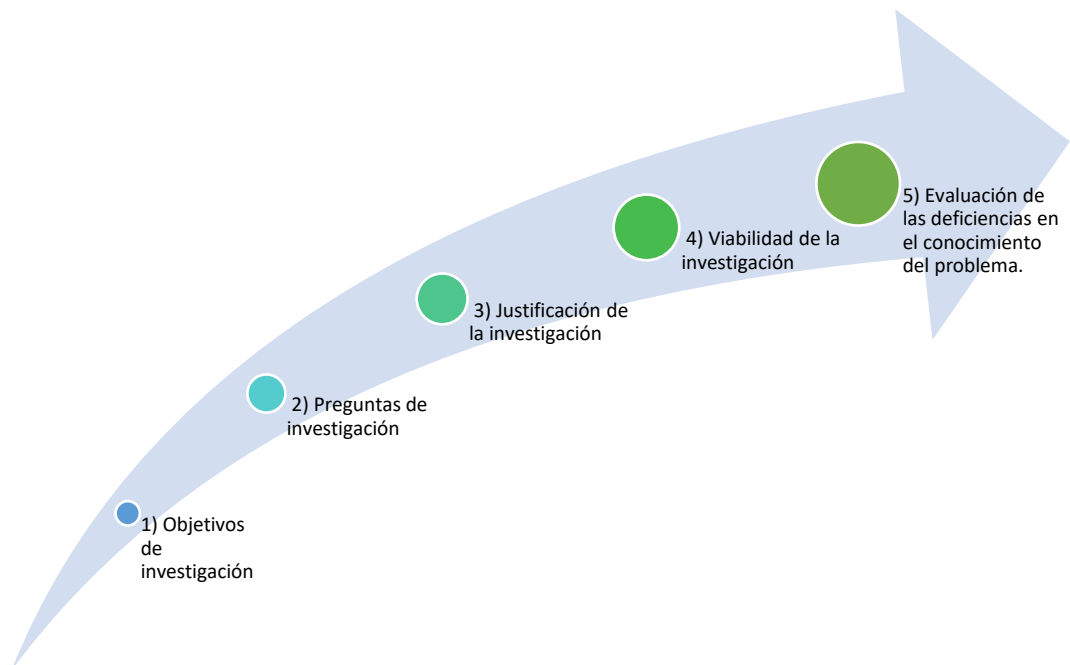 1) Objetivos
de
investigación
2) Preguntas de
investigación
3) Justificación de
la investigación
4) Viabilidad de la
investigación
5) Evaluación de
las deficiencias en
el conocimiento
del problema.